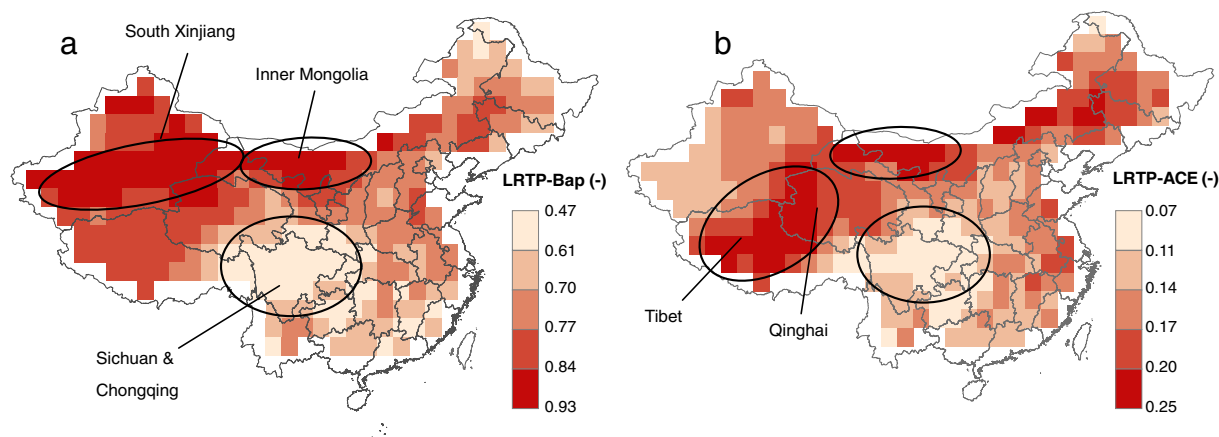 a
South Xinjiang
Inner Mongolia
Sichuan &
Chongqing
LRTP-Bap (-)
0.47
0.61
0.70
0.77
0.84
0.93
b
Tibet
Qinghai
LRTP-ACE (-)
0.07
0.11
0.14
0.17
0.20
0.25